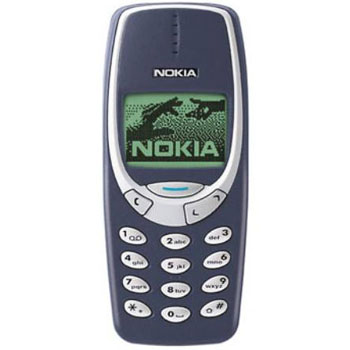 NOKIA
NOKIA
1 ao 2 abc def 3
4 ghi 5 jkl mno 6
7 pqrs 8 tuv wxyz 9
* + 0 ⎵ #